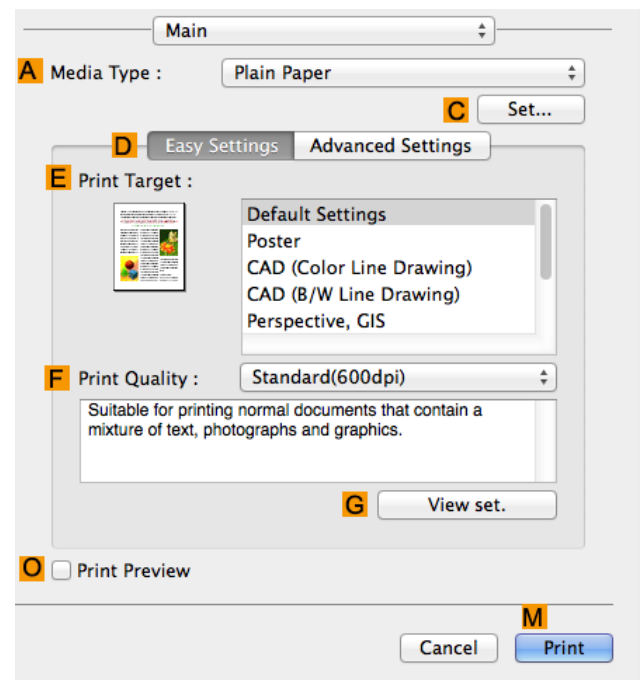 Main
A Media Type : Plain Paper
C Set...
D Easy Settings Advanced Settings
E Print Target :
Default Settings
Poster
CAD (Color Line Drawing)
CAD (B/W Line Drawing)
Perspective, GIS
F Print Quality : Standard(600dpi)
Suitable for printing normal documents that contain a
mixture of text, photographs and graphics.
G View set.
O Print Preview
M
Cancel Print